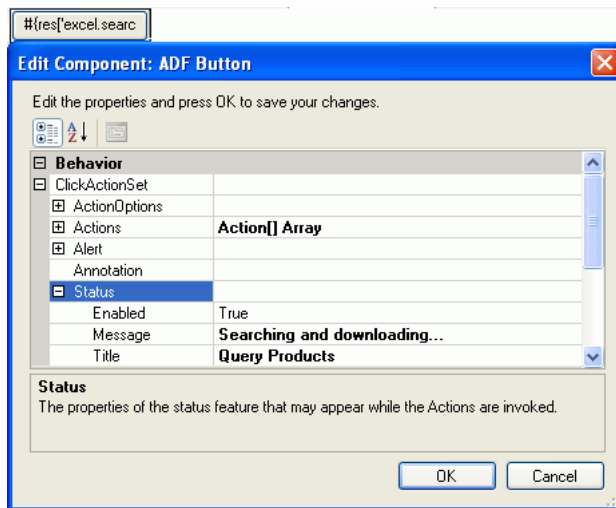 #{res['excel.searc
Edit Component: ADF Button
Edit the properties and press OK to save your changes.
Behavior
ClickActionSet
ActionOptions
Actions Action[] Array
Alert
Annotation
Status
Enabled True
Message Searching and downloading...
Title Query Products
Status
The properties of the status feature that may appear while the Actions are invoked.
OK Cancel